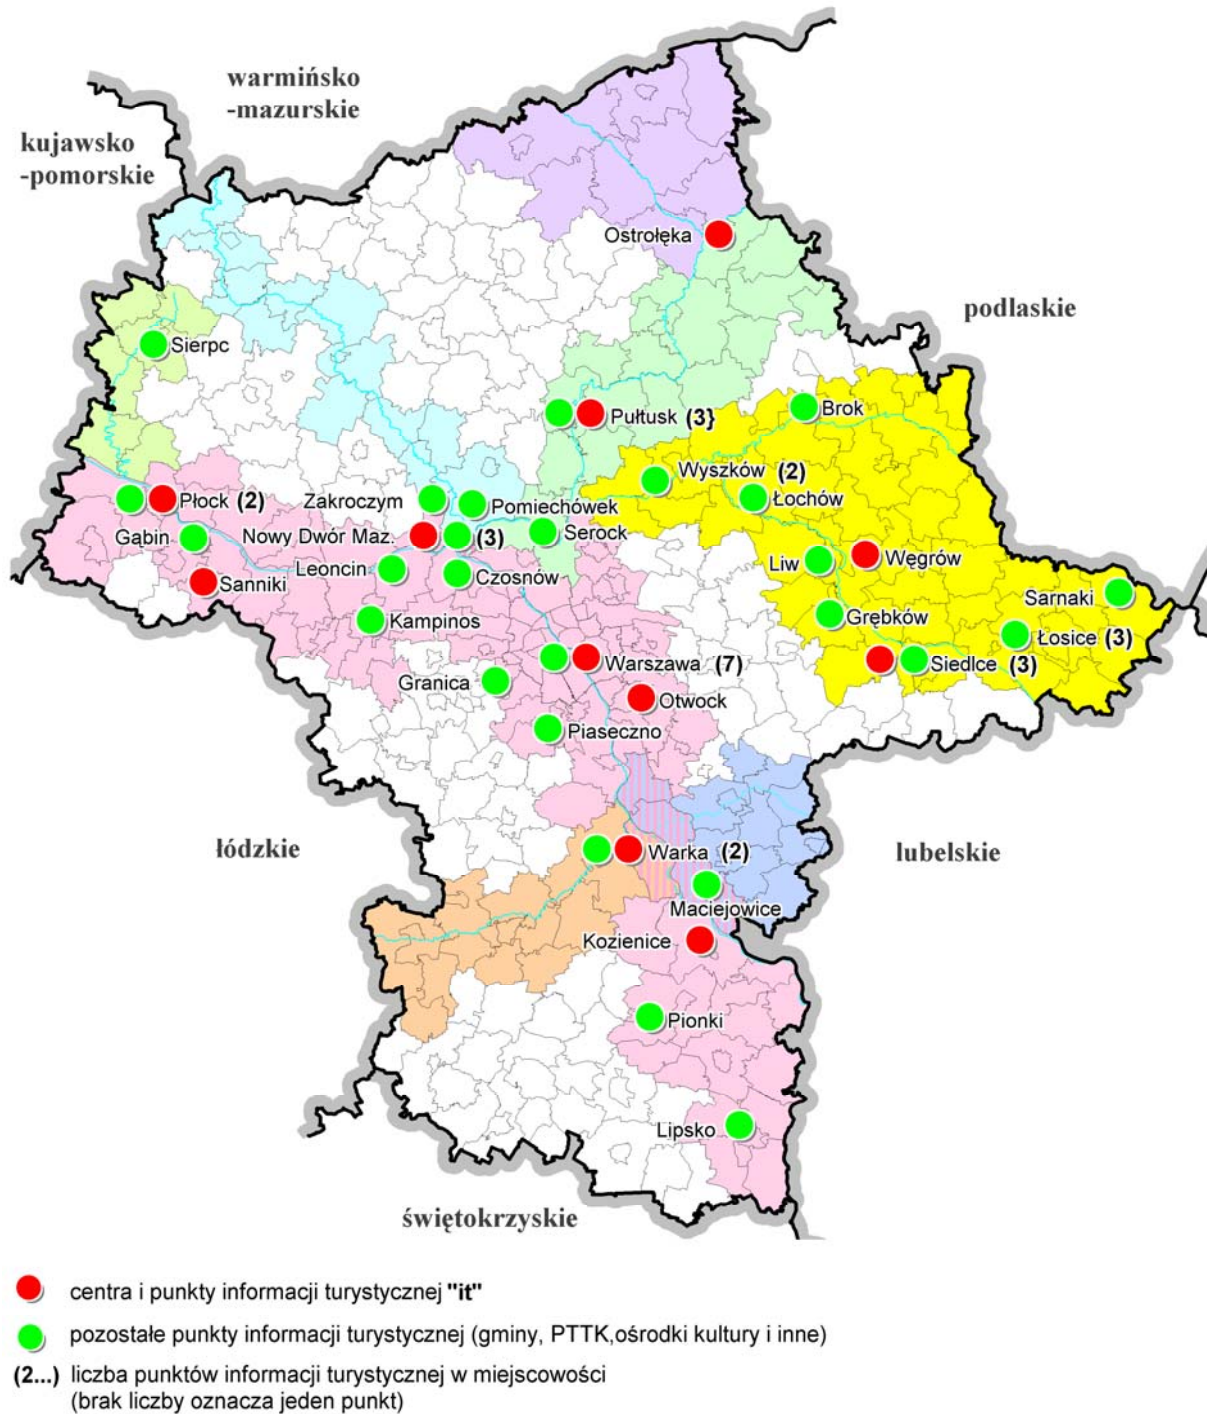 warmińsko
-mazurskie
kujawsko
-pomorskie
Ostrołęka
podlaskie
Sierpc
Pułtusk (3}
Brok
Wyszków (2)
Łochów
Płock (2)
Zakroczym
Pomiechówek
Gąbin
Nowy Dwór Maz. (3)
Serock
Leoncin
Czosnów
Liw
Węgrów
Sanniki
Sarnaki
Kampinos
Grębków
Łosice (3)
Warszawa (7)
Siedlce (3)
Granica
Otwock
Piaseczno
łódzkie
Warka (2)
lubelskie
Maciejowice
Kozienice
Pionki
Lipsko
świętokrzyskie
centra i punkty informacji turystycznej "it"
pozostałe punkty informacji turystycznej (gminy, PTTK,ośrodki kultury i inne)
(2...) liczba punktów informacji turystycznej w miejscowości
(brak liczby oznacza jeden punkt)